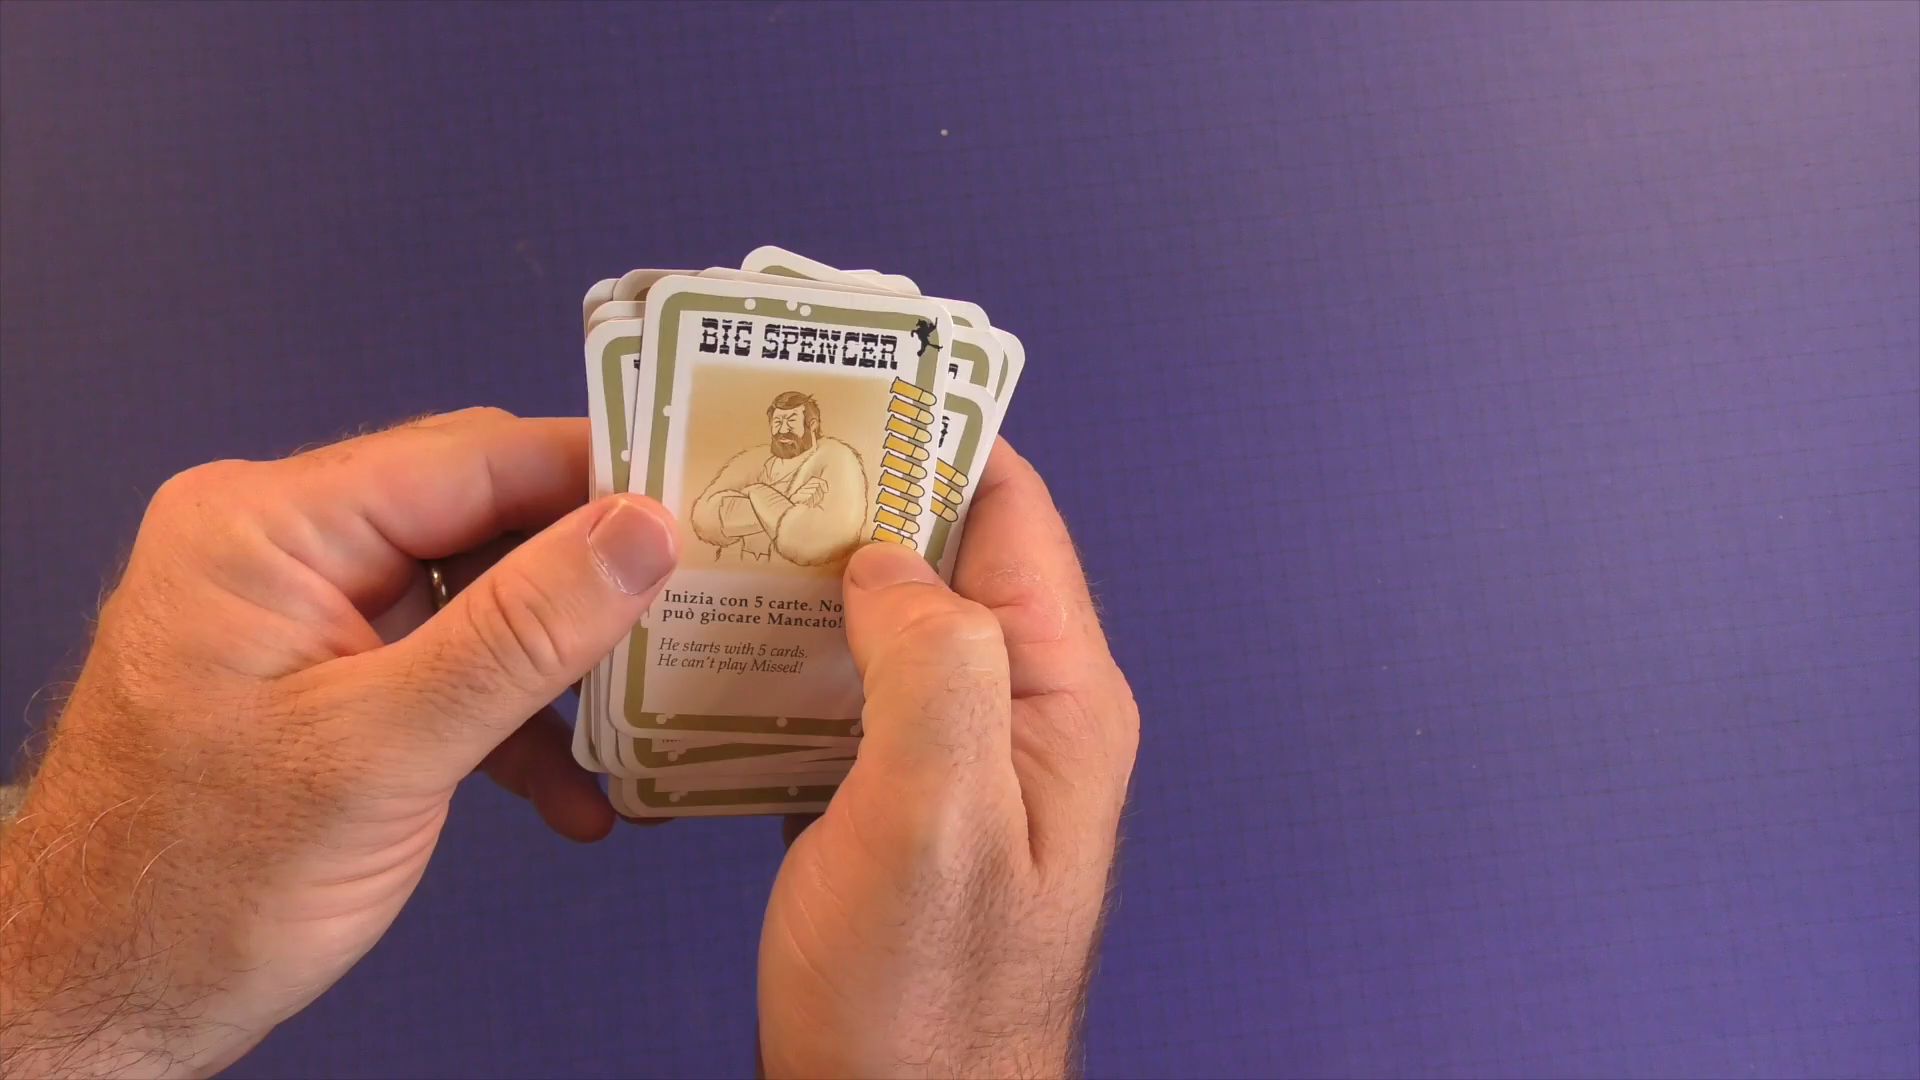 BIG SPENCER
Inizia con 5 carte. No
può giocare Mancato!
He starts with 5 cards.
He can't play Missed!